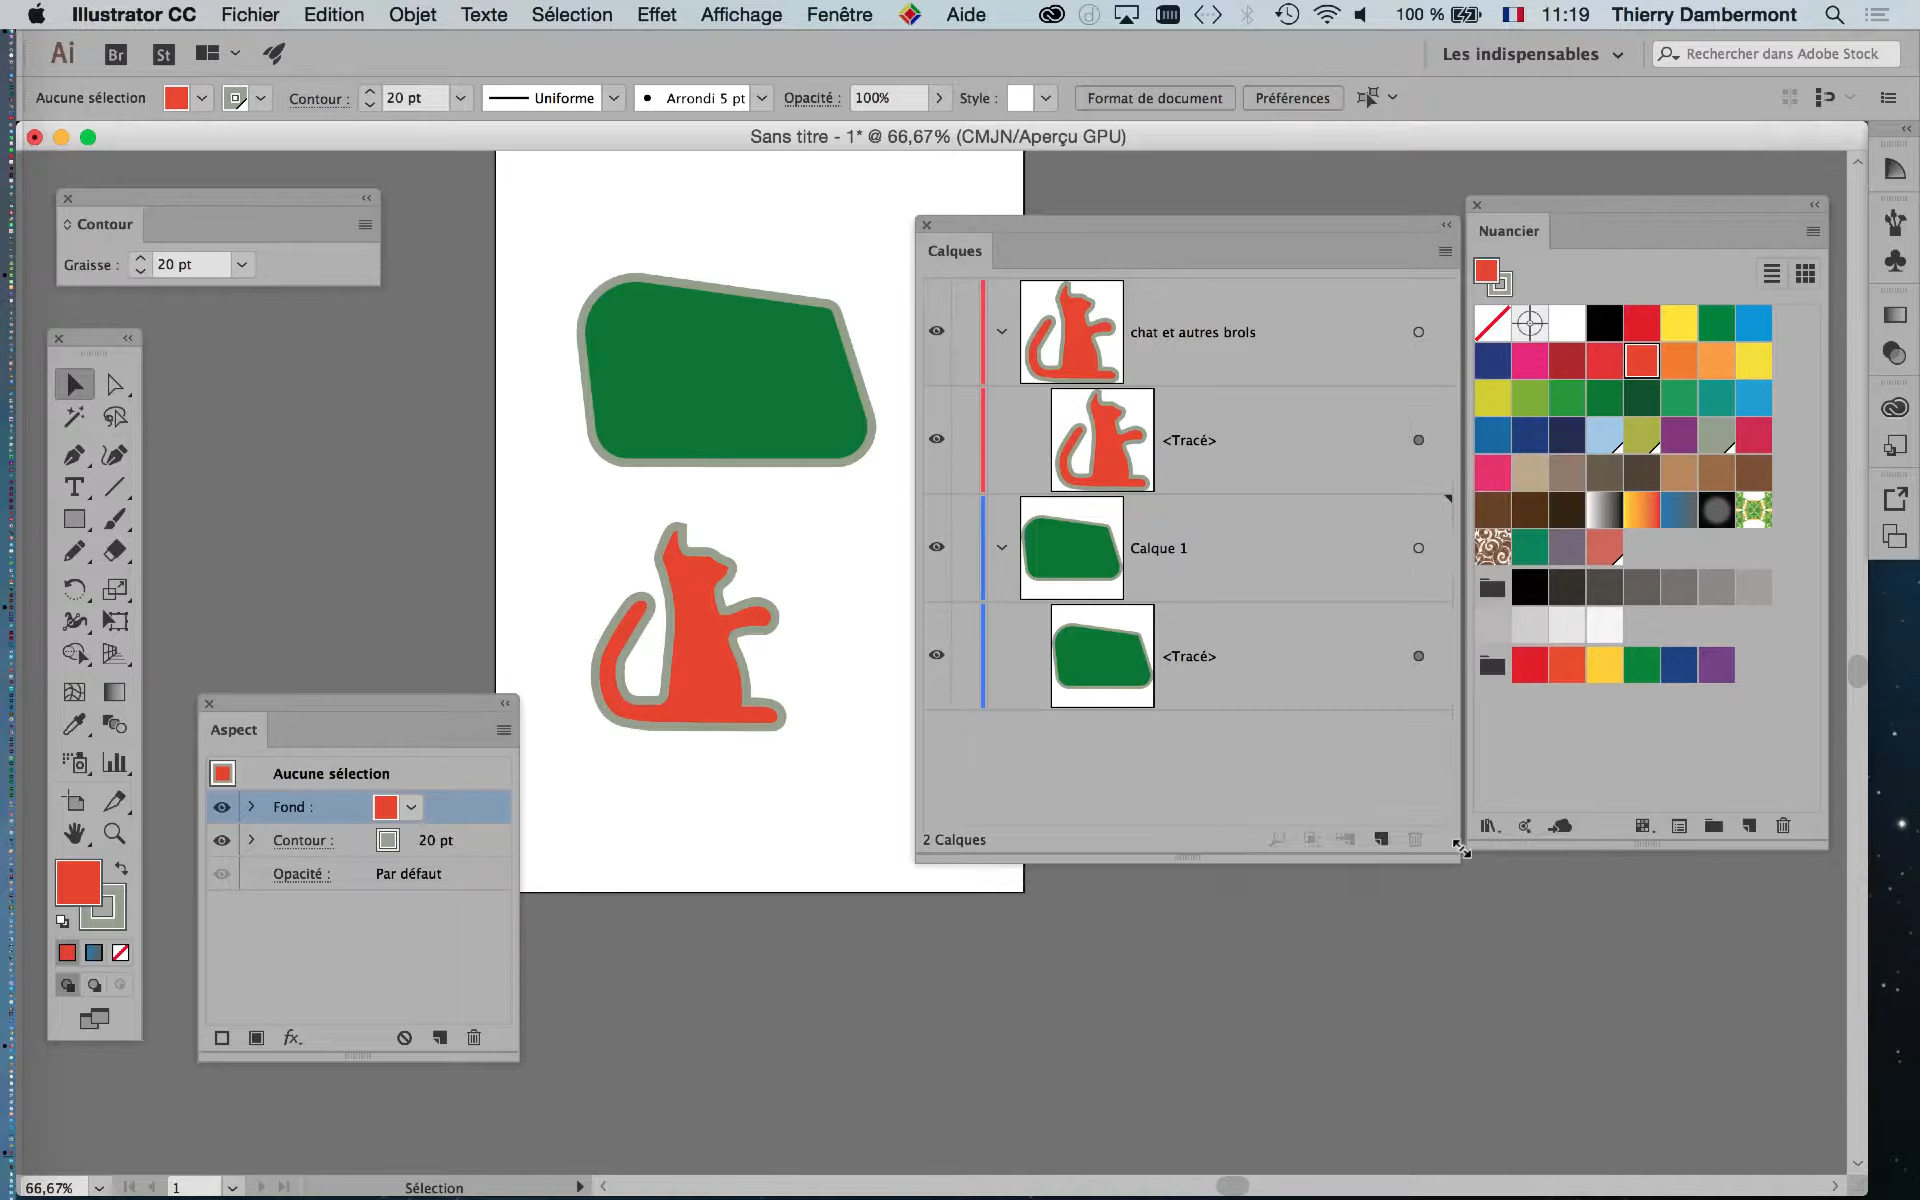 Illustrator CC Fichier Edition Objet Texte Sélection Effet Affichage Fenêtre Aide 100 % 11:19 Thierry Dambermont
Ai Br St Les indispensables Rechercher dans Adobe Stock
Aucune sélection Contour : 20 pt Uniforme Arrondi 5 pt Opacité : 100% Style : Format de document Préférences
Sans titre - 1* @ 66,67% (CMJN/Aperçu GPU)
Contour
Graisse : 20 pt
Calques
chat et autres brols
<Tracé>
Calque 1
<Tracé>
2 Calques
Nuancier
Aspect
Aucune sélection
Fond :
Contour : 20 pt
Opacité : Par défaut
fx
66,67% 1 Sélection